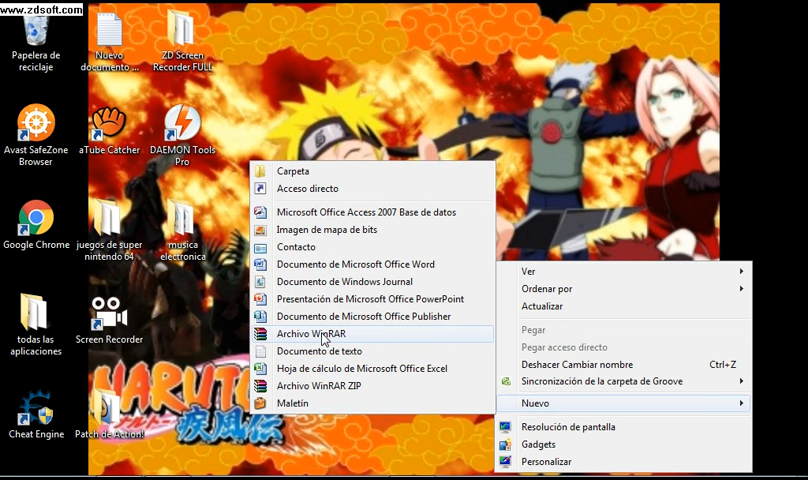 www.zdsoft.com
Papelera de
reciclaje
Nuevo
documento ...
ZD Screen
Recorder FULL
Avast SafeZone
Browser
aTube Catcher
DAEMON Tools
Pro
Google Chrome
juegos de super
nintendo 64
musica
electronica
todas las
aplicaciones
Screen Recorder
Cheat Engine
Patch de Action!
NARUTO
ナルト
疾風伝
Carpeta
Acceso directo
Microsoft Office Access 2007 Base de datos
Imagen de mapa de bits
Contacto
Documento de Microsoft Office Word
Documento de Windows Journal
Presentación de Microsoft Office PowerPoint
Documento de Microsoft Office Publisher
Archivo WinRAR
Documento de texto
Hoja de cálculo de Microsoft Office Excel
Archivo WinRAR ZIP
Maletín
Ver
Ordenar por
Actualizar
Pegar
Pegar acceso directo
Deshacer Cambiar nombre Ctrl+Z
Sincronización de la carpeta de Groove
Nuevo
Resolución de pantalla
Gadgets
Personalizar